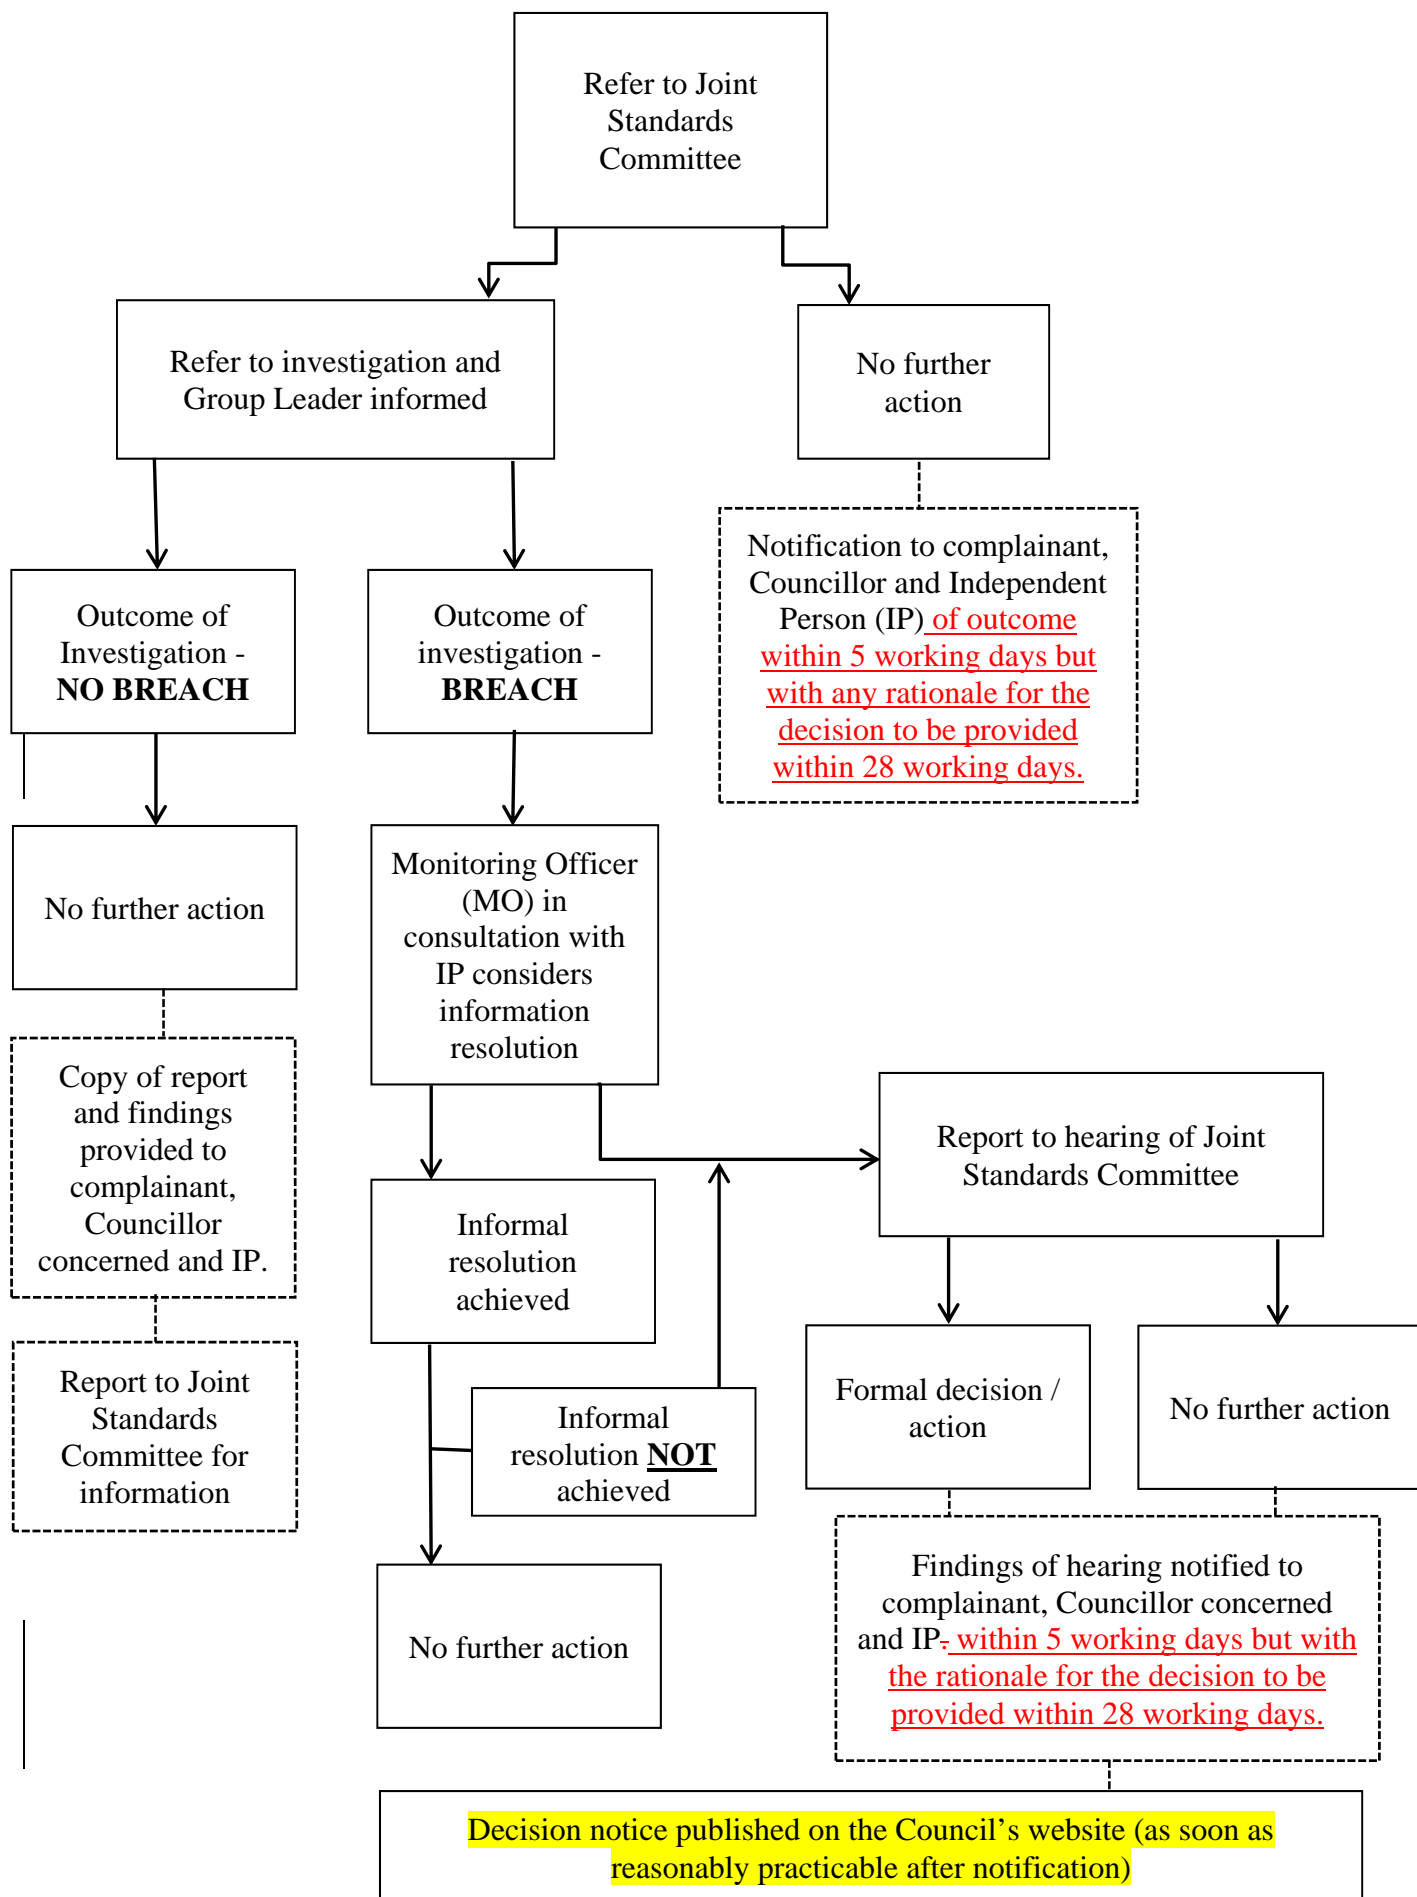 Refer to Joint
Standards
Committee
Refer to investigation and
Group Leader informed
No further
action
Notification to complainant,
Councillor and Independent
Person (IP) of outcome
within 5 working days but
with any rationale for the
decision to be provided
within 28 working days.
Outcome of
Investigation -
NO BREACH
Outcome of
investigation -
BREACH
No further action
Monitoring Officer
(MO) in
consultation with
IP considers
information
resolution
Copy of report
and findings
provided to
complainant,
Councillor
concerned and IP.
Report to hearing of Joint
Standards Committee
Informal
resolution
achieved
Report to Joint
Standards
Committee for
information
Informal
resolution NOT
achieved
Formal decision /
action
No further action
No further action
Findings of hearing notified to
complainant, Councillor concerned
and IP. within 5 working days but with
the rationale for the decision to be
provided within 28 working days.
Decision notice published on the Council’s website (as soon as
reasonably practicable after notification)